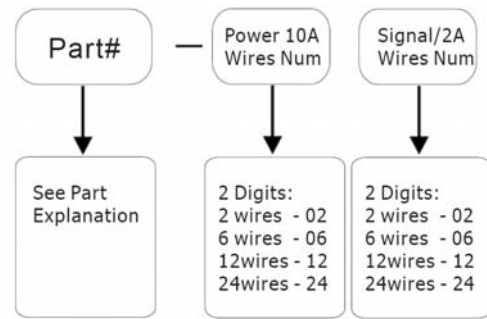 Part#
—
Power 10A
Wires Num
Signal/2A
Wires Num
See Part
Explanation
2 Digits:
2 wires - 02
6 wires - 06
12wires - 12
24wires - 24
2 Digits:
2 wires - 02
6 wires - 06
12wires - 12
24wires - 24